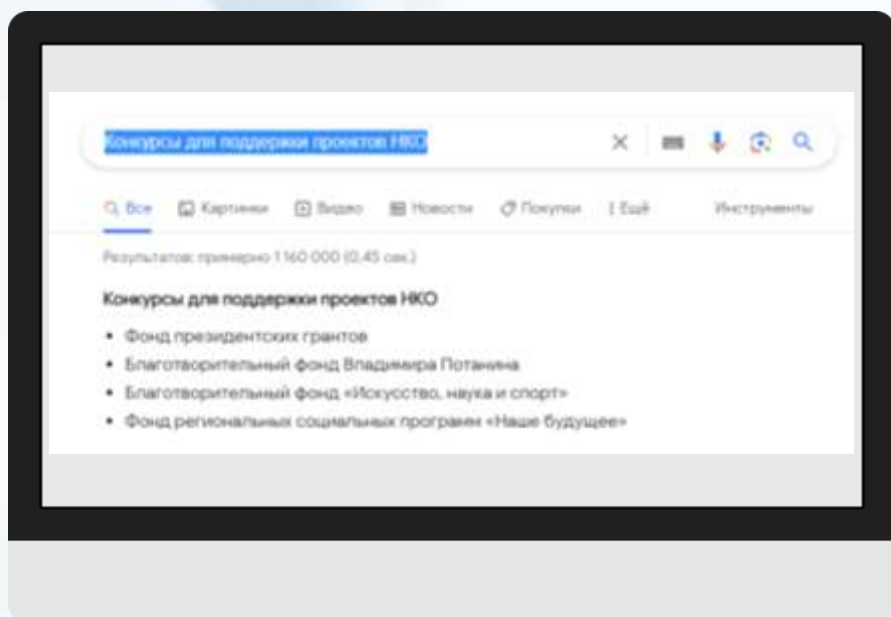 Конкурсы для поддержки проектов НКО
Все Картинки Видео Новости Покупки Ещё Инструменты
Результатов: примерно 1 160 000 (0,45 сек.)
Конкурсы для поддержки проектов НКО
• Фонд президентских грантов
• Благотворительный фонд Владимира Потанина
• Благотворительный фонд «Искусство, наука и спорт»
• Фонд региональных социальных программ «Наше будущее»